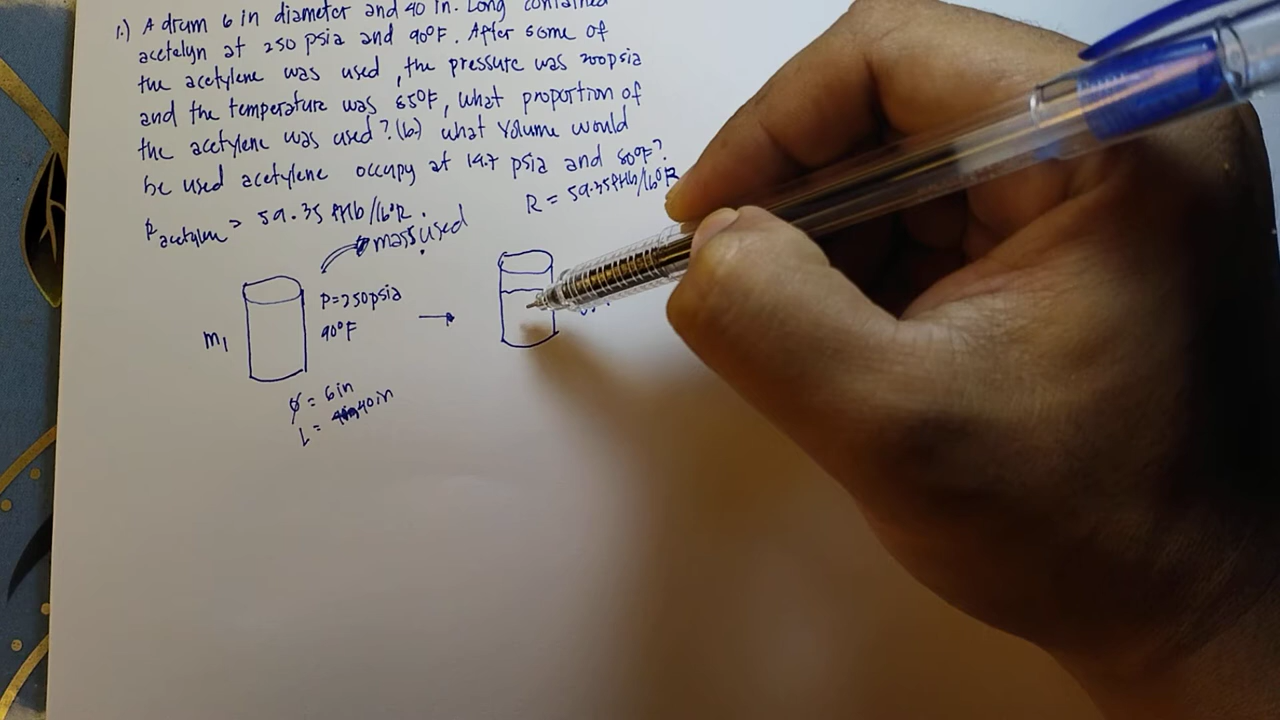 1.) A drum 6 in diameter and 40 in. Long contained
acetelyn at 250 psia and 90°F. After some of
the acetylene was used, the pressure was 200psia
and the temperature was 85°F, what proportion of
the acetylene was used? (b.) what volume would
be used acetylene occupy at 14.7 psia and 60°F?
R acetylene = 59.35 ft·lb/lb°R.
R = 59.35ft·lb/lb°R
mass used
m1
P=250psia
90°F
ϕ = 6in
L = 40in